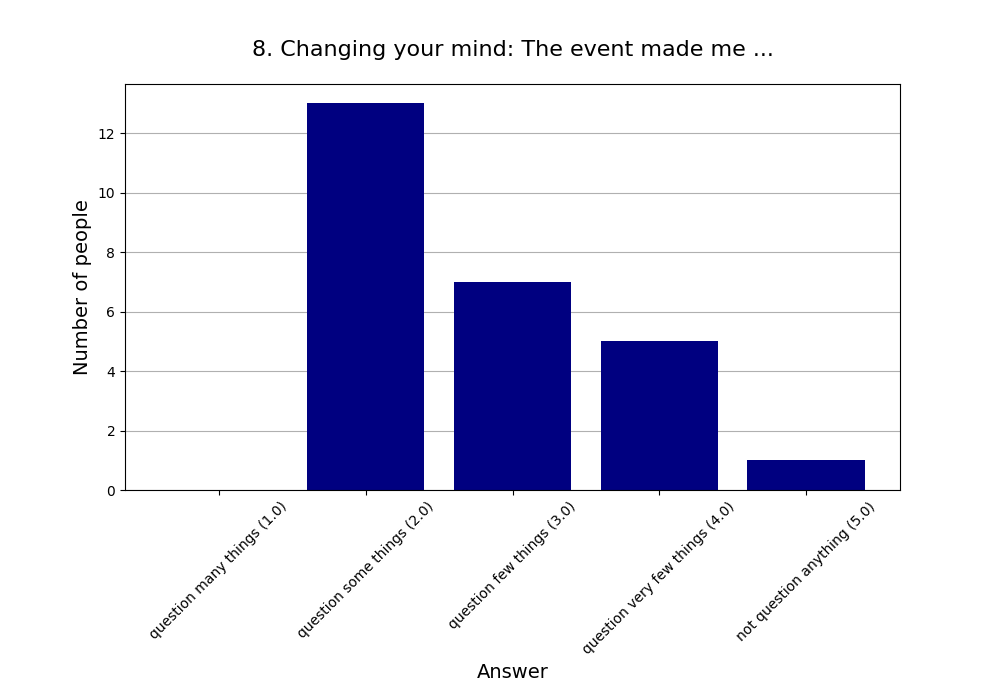 8. Changing your mind: The event made me ...
Number of people
12
10
8
6
4
2
0
question many things (1.0)
question some things (2.0)
question few things (3.0)
question very few things (4.0)
not question anything (5.0)
Answer